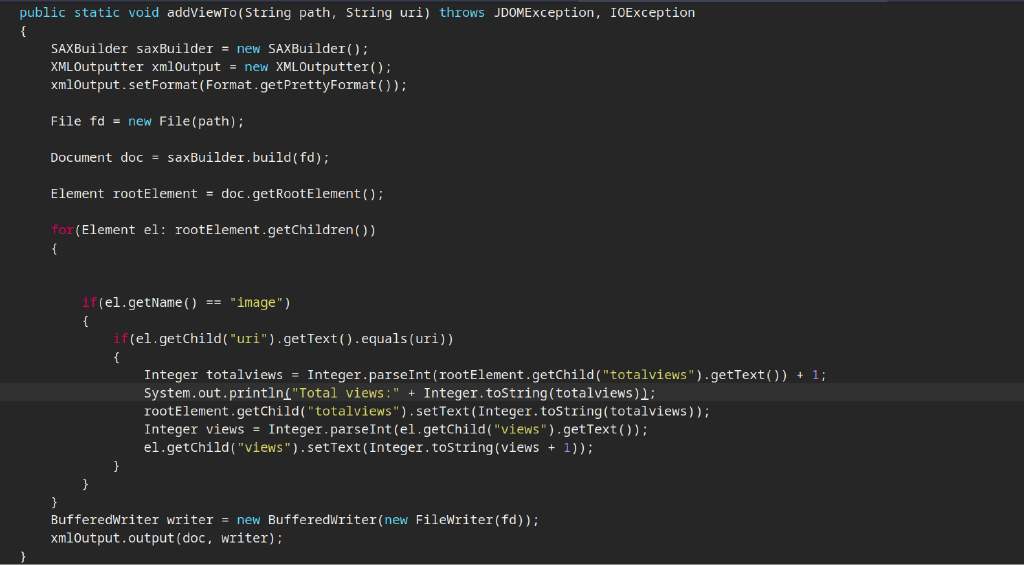 public static void addViewTo(String path, String uri) throws JDOMException, IOException
{
SAXBuilder saxBuilder = new SAXBuilder();
XMLOutputter xmlOutput = new XMLOutputter();
xmlOutput.setFormat(Format.getPrettyFormat());
File fd = new File(path);
Document doc = saxBuilder.build(fd);
Element rootElement = doc.getRootElement();
for(Element el: rootElement.getChildren())
{
if(el.getName() == "image")
{
if(el.getChild("uri").getText().equals(uri))
{
Integer totalviews = Integer.parseInt(rootElement.getChild("totalviews").getText()) + 1;
System.out.println("Total views:" + Integer.toString(totalviews));
rootElement.getChild("totalviews").setText(Integer.toString(totalviews));
Integer views = Integer.parseInt(el.getChild("views").getText());
el.getChild("views").setText(Integer.toString(views + 1));
}
}
}
BufferedWriter writer = new BufferedWriter(new FileWriter(fd));
xmlOutput.output(doc, writer);
}